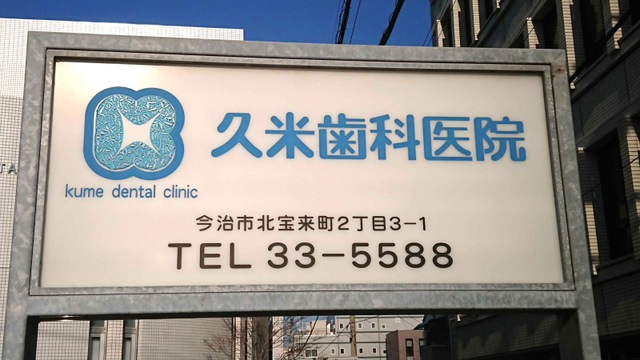 久米歯科医院
kume dental clinic
今治市北宝来町2丁目3-1
TEL 33-5588